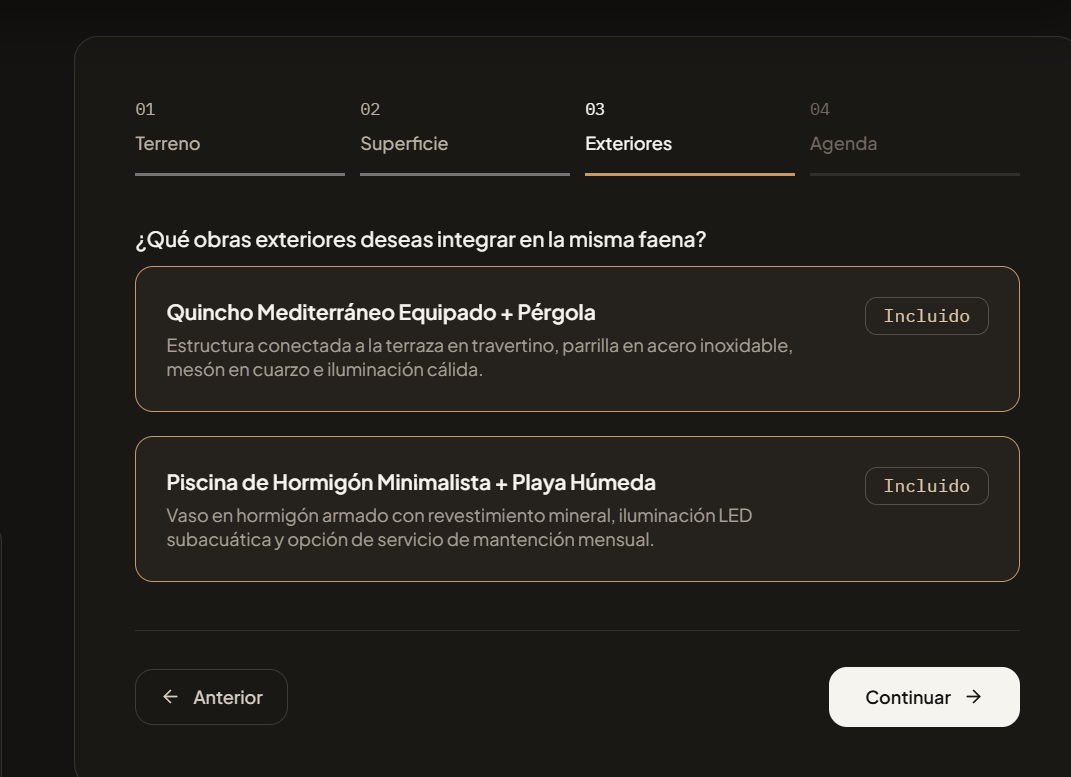 01
Terreno
02
Superficie
03
Exteriores
04
Agenda
¿Qué obras exteriores deseas integrar en la misma faena?
Quincho Mediterráneo Equipado + Pérgola
Incluido
Estructura conectada a la terraza en travertino, parrilla en acero inoxidable,
mesón en cuarzo e iluminación cálida.
Piscina de Hormigón Minimalista + Playa Húmeda
Incluido
Vaso en hormigón armado con revestimiento mineral, iluminación LED
subacuática y opción de servicio de mantención mensual.
← Anterior
Continuar →